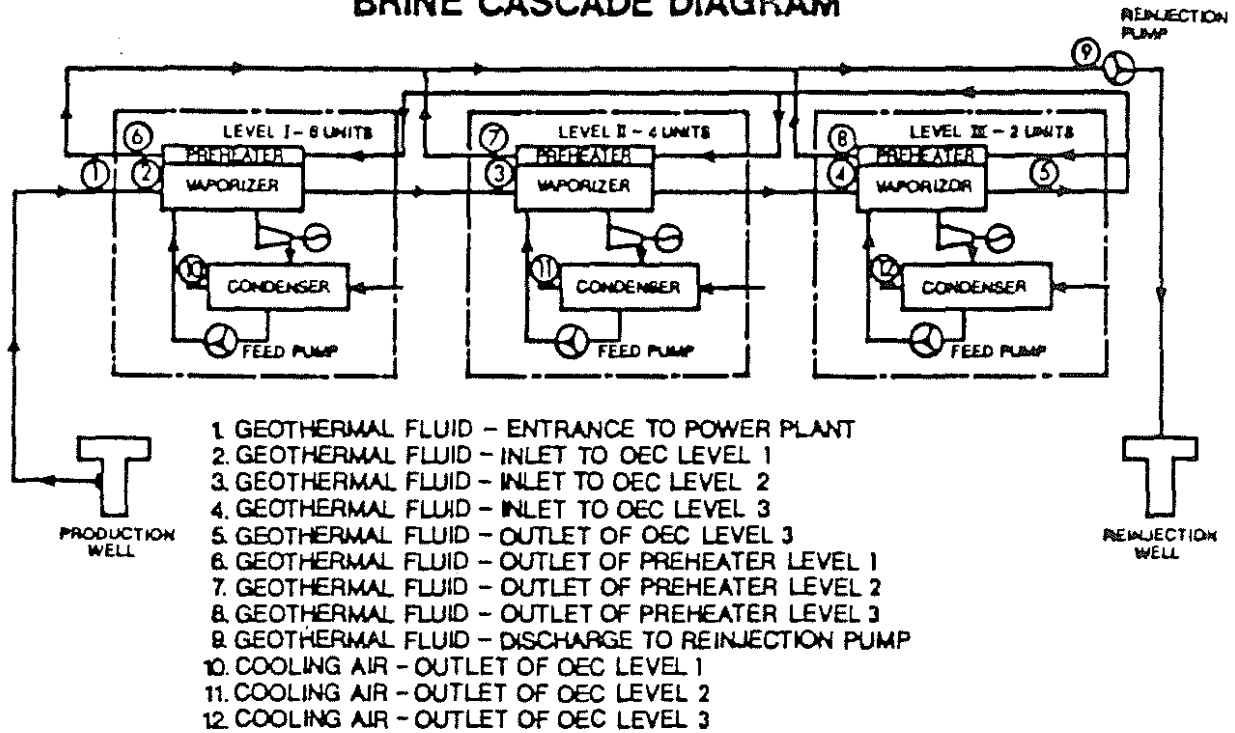 BRINE CASCADE DIAGRAM
REINJECTION
PUMP
9
6
LEVEL I - 6 UNITS
7
LEVEL II - 4 UNITS
8
LEVEL III - 2 UNITS
PREHEATER
PREHEATER
PREHEATER
1
2
VAPORIZER
3
VAPORIZER
4
VAPORIZOR
5
10
CONDENSER
11
CONDENSER
12
CONDENSER
FEED PUMP
FEED PUMP
FEED PUMP
PRODUCTION
WELL
REINJECTION
WELL
1. GEOTHERMAL FLUID - ENTRANCE TO POWER PLANT
2. GEOTHERMAL FLUID - INLET TO OEC LEVEL 1
3. GEOTHERMAL FLUID - INLET TO OEC LEVEL 2
4. GEOTHERMAL FLUID - INLET TO OEC LEVEL 3
5. GEOTHERMAL FLUID - OUTLET OF OEC LEVEL 3
6. GEOTHERMAL FLUID - OUTLET OF PREHEATER LEVEL 1
7. GEOTHERMAL FLUID - OUTLET OF PREHEATER LEVEL 2
8. GEOTHERMAL FLUID - OUTLET OF PREHEATER LEVEL 3
9. GEOTHERMAL FLUID - DISCHARGE TO REINJECTION PUMP
10. COOLING AIR - OUTLET OF OEC LEVEL 1
11. COOLING AIR - OUTLET OF OEC LEVEL 2
12. COOLING AIR - OUTLET OF OEC LEVEL 3